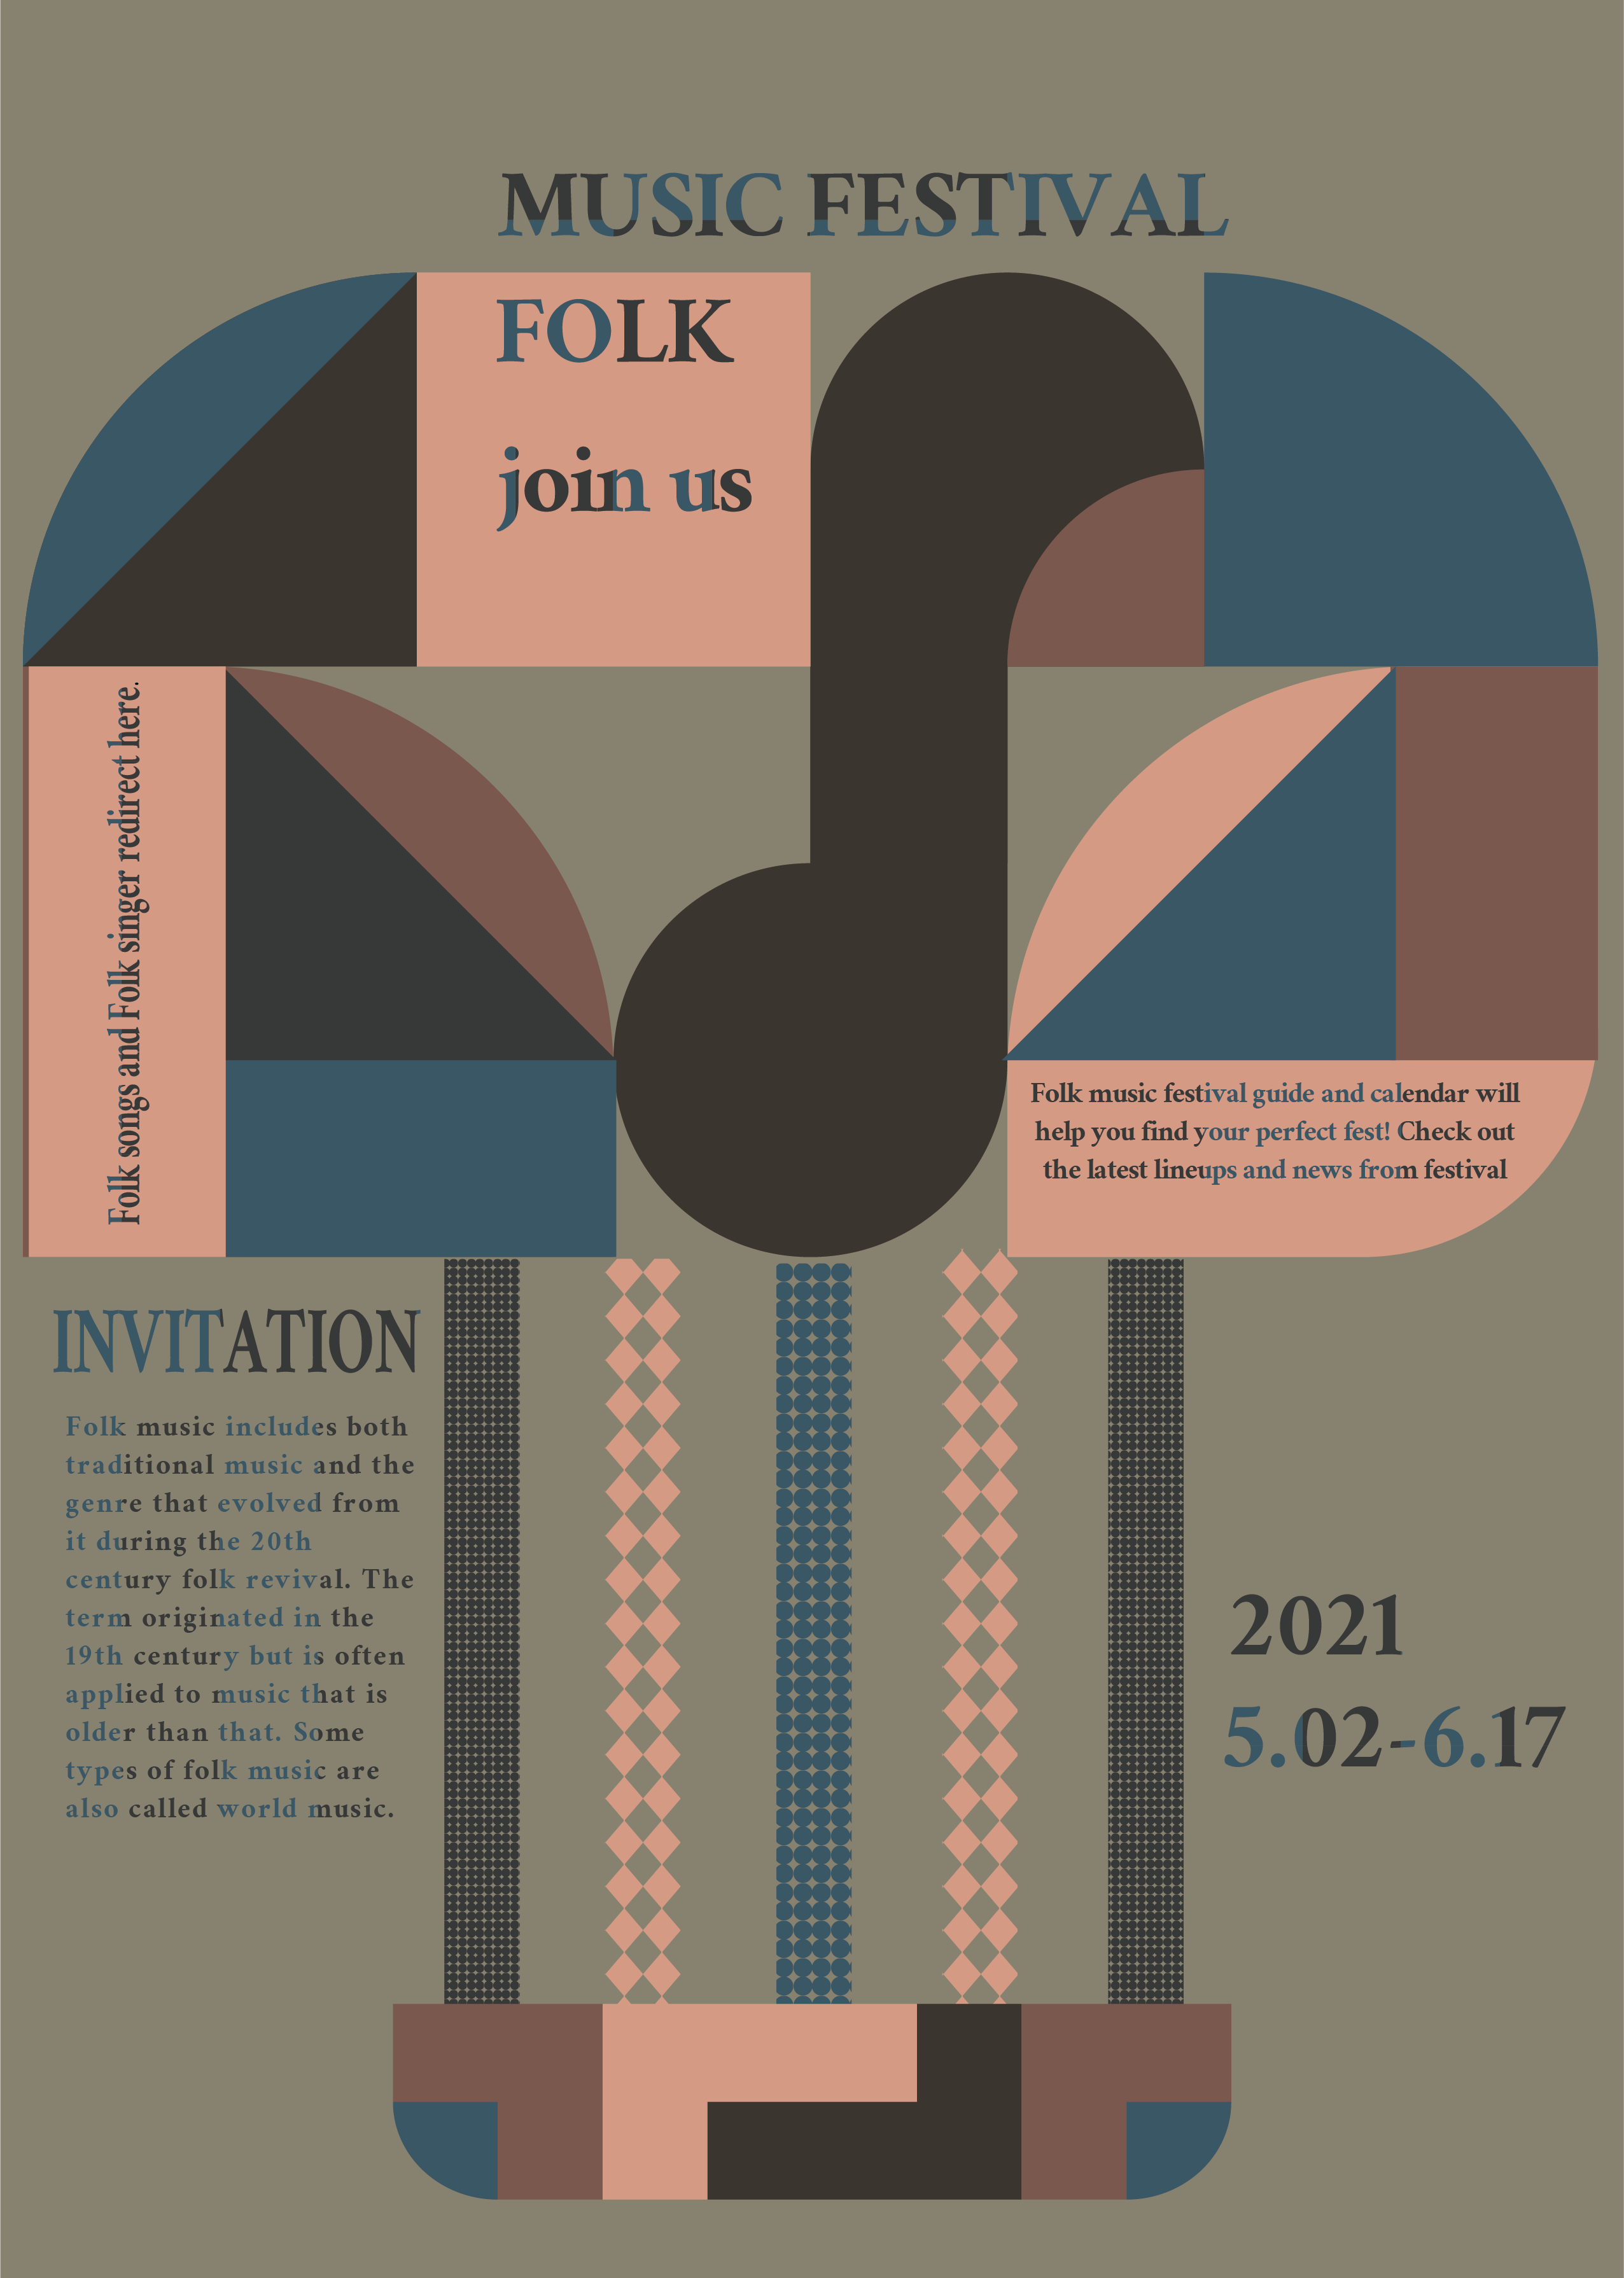 MUSIC FESTIVAL
FOLK
join us
Folk songs and Folk singer redirect here.
Folk music festival guide and calendar will
help you find your perfect fest! Check out
the latest lineups and news from festival
INVITATION
Folk music includes both
traditional music and the
genre that evolved from
it during the 20th
century folk revival. The
term originated in the
19th century but is often
applied to music that is
older than that. Some
types of folk music are
also called world music.
2021
5.02--6.17